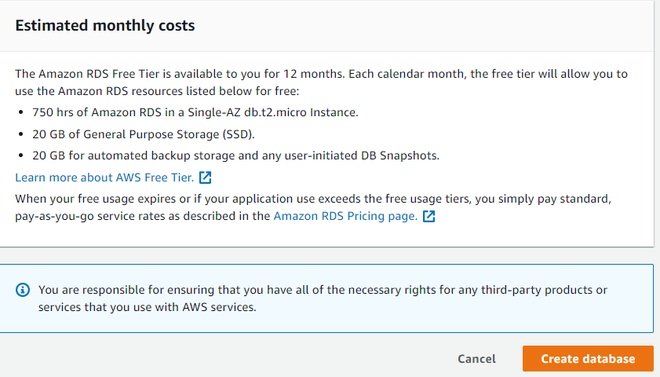 Estimated monthly costs
The Amazon RDS Free Tier is available to you for 12 months. Each calendar month, the free tier will allow you to
use the Amazon RDS resources listed below for free:
• 750 hrs of Amazon RDS in a Single-AZ db.t2.micro Instance.
• 20 GB of General Purpose Storage (SSD).
• 20 GB for automated backup storage and any user-initiated DB Snapshots.
Learn more about AWS Free Tier.
When your free usage expires or if your application use exceeds the free usage tiers, you simply pay standard,
pay-as-you-go service rates as described in the Amazon RDS Pricing page.
You are responsible for ensuring that you have all of the necessary rights for any third-party products or
services that you use with AWS services.
Cancel
Create database